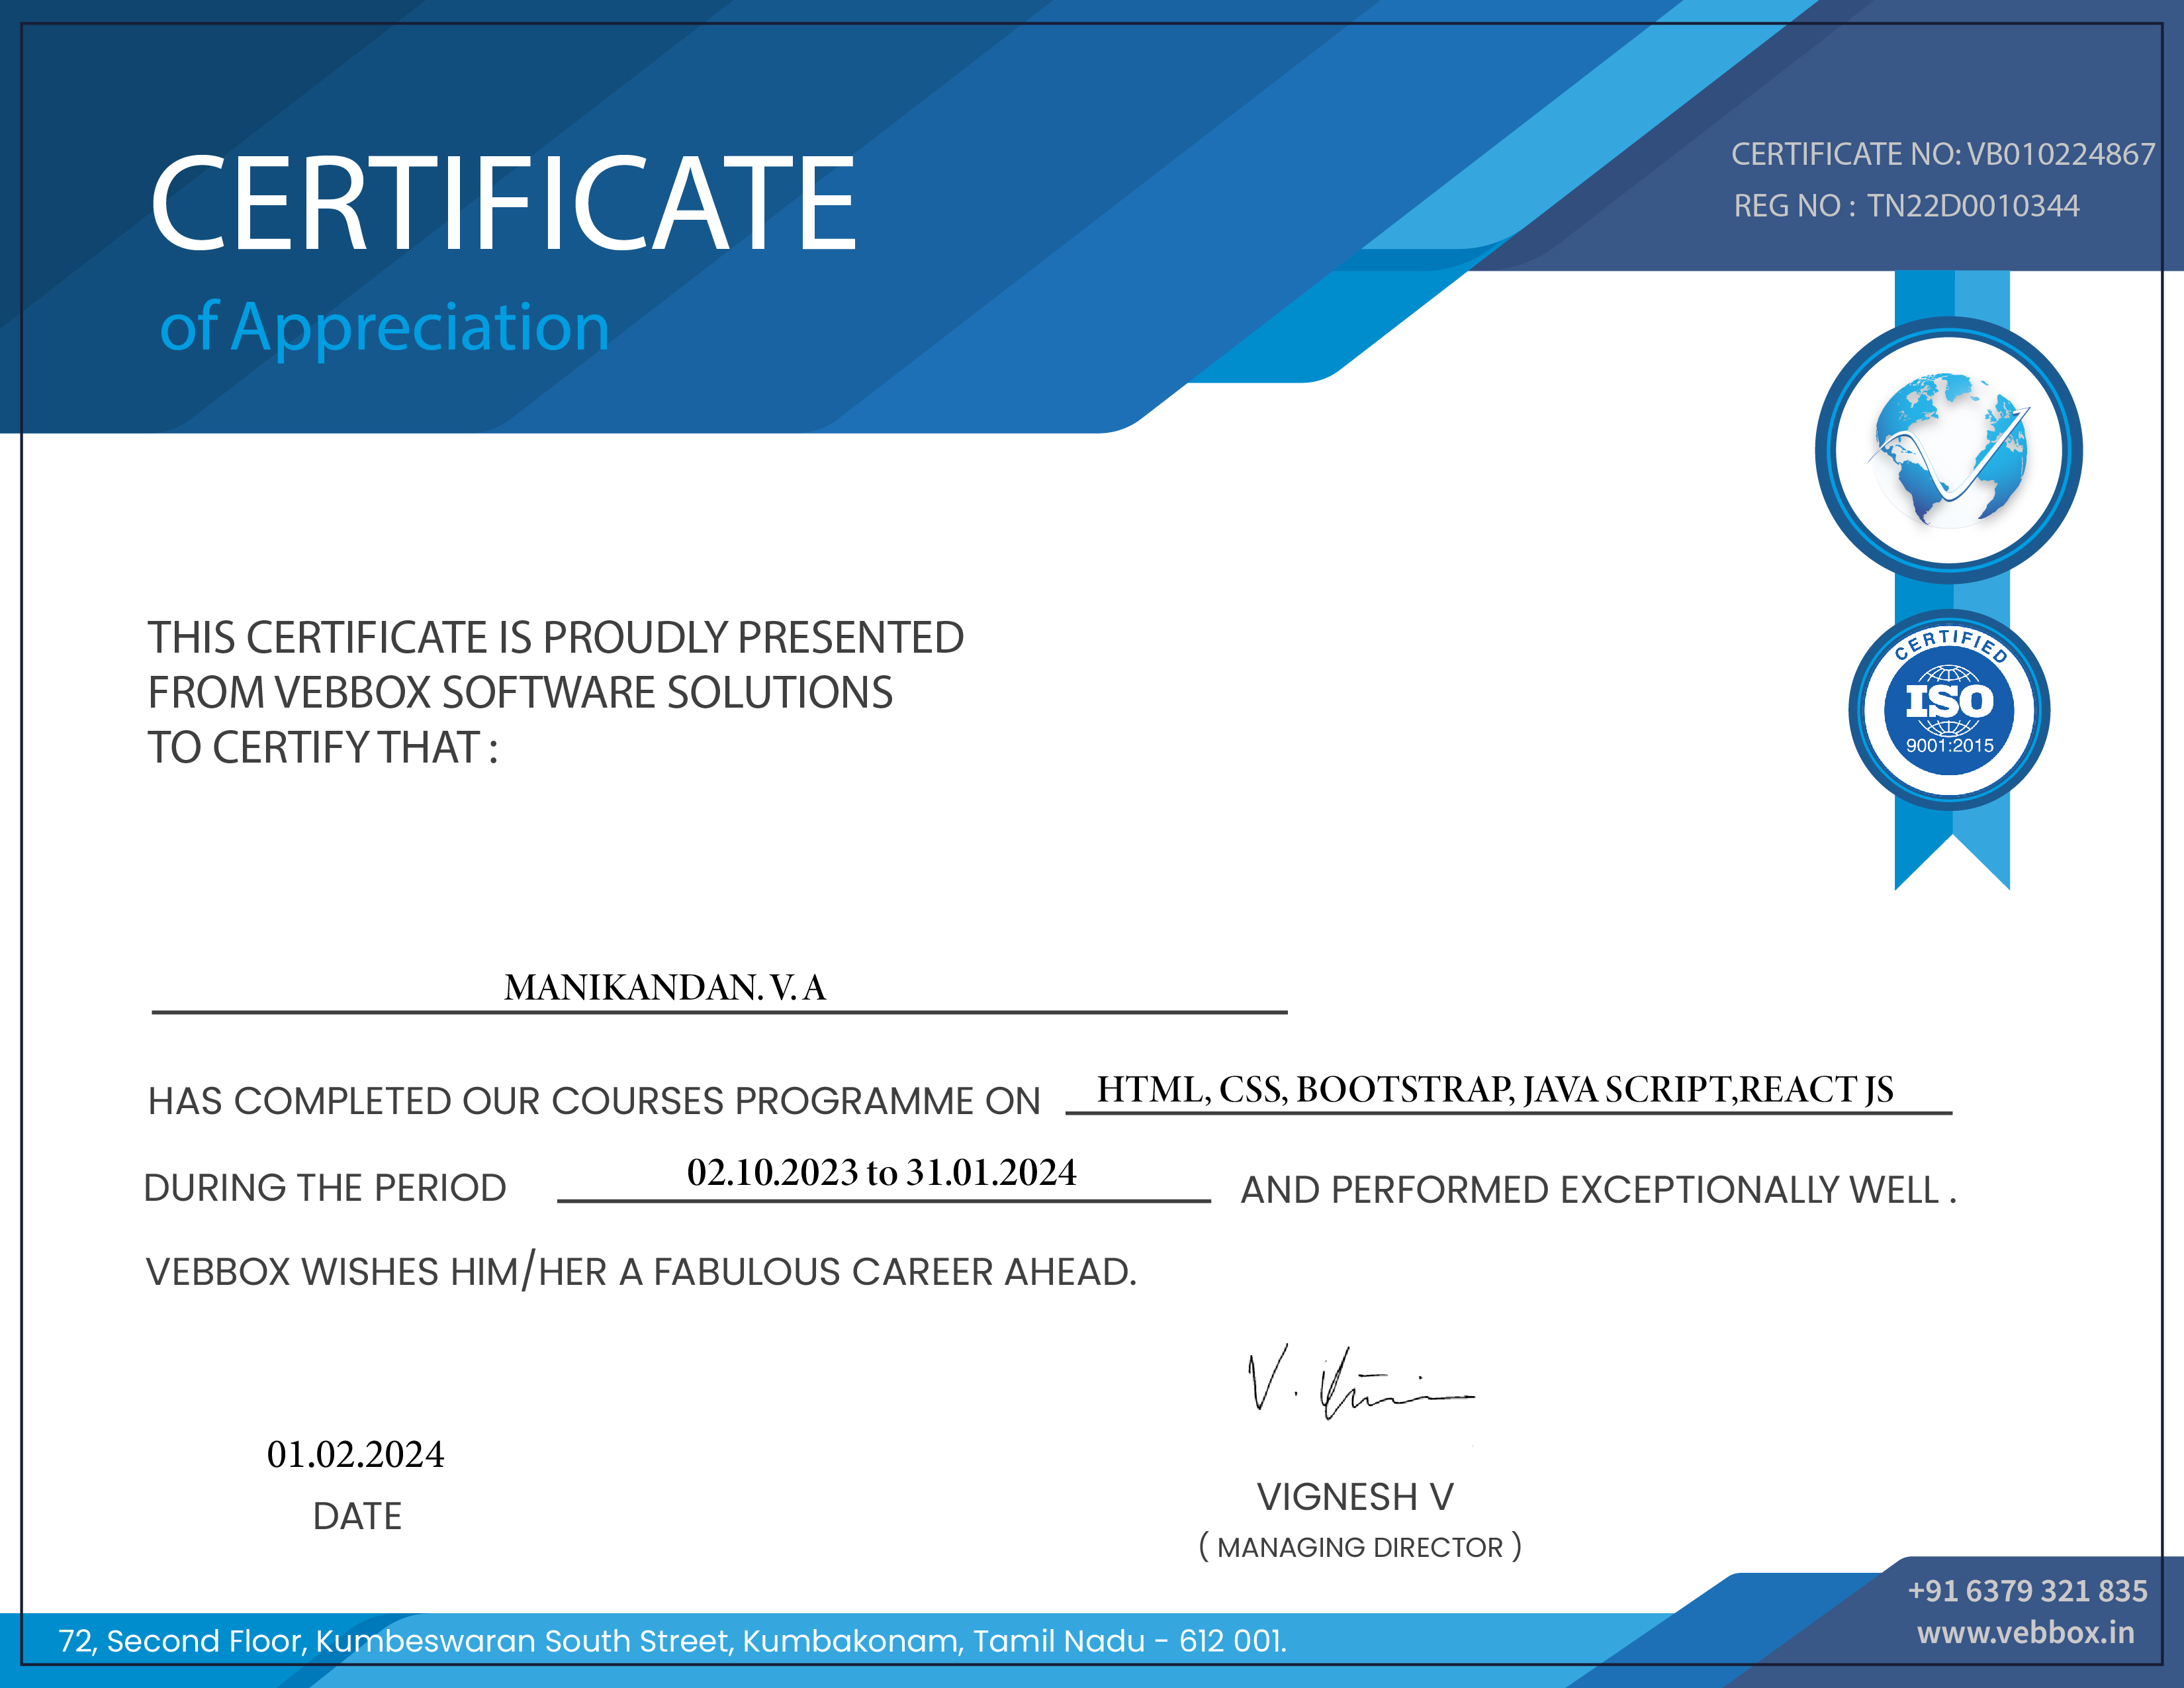 CERTIFICATE
of Appreciation
CERTIFICATE NO: VB010224867
REG NO : TN22D0010344
CERTIFIED
ISO
9001:2015
THIS CERTIFICATE IS PROUDLY PRESENTED
FROM VEBBOX SOFTWARE SOLUTIONS
TO CERTIFY THAT :
MANIKANDAN. V. A
HAS COMPLETED OUR COURSES PROGRAMME ON HTML, CSS, BOOTSTRAP, JAVA SCRIPT,REACT JS
DURING THE PERIOD 02.10.2023 to 31.01.2024 AND PERFORMED EXCEPTIONALLY WELL .
VEBBOX WISHES HIM/HER A FABULOUS CAREER AHEAD.
01.02.2024
DATE
VIGNESH V
( MANAGING DIRECTOR )
72, Second Floor, Kumbeswaran South Street, Kumbakonam, Tamil Nadu - 612 001.
+91 6379 321 835
www.vebbox.in